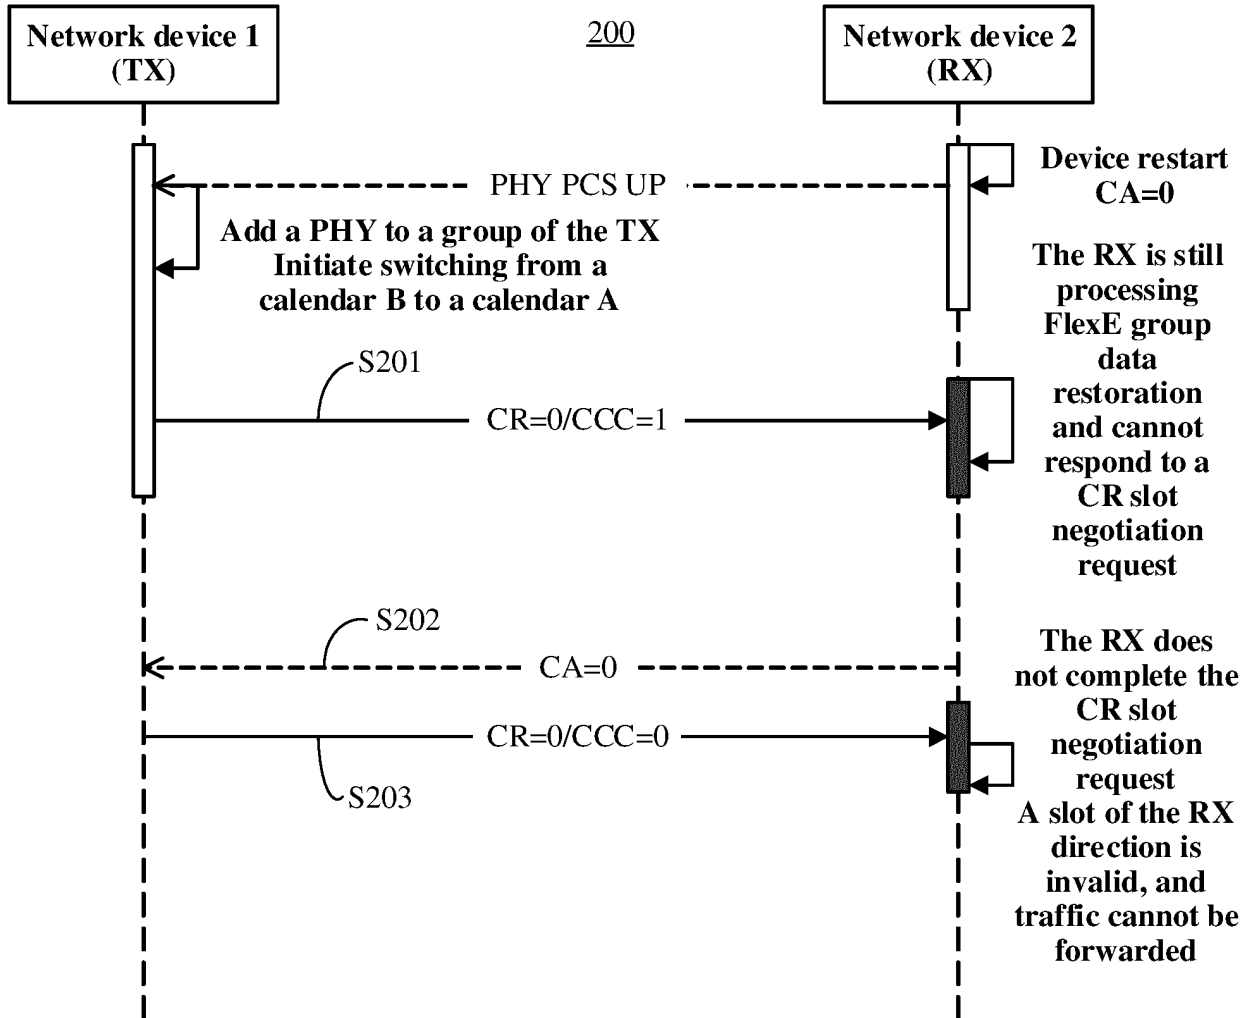 Network device 1
(TX)
200
Network device 2
(RX)
Device restart
CA=0
PHY PCS UP
Add a PHY to a group of the TX
Initiate switching from a
calendar B to a calendar A
The RX is still
processing
FlexE group
data
restoration
and cannot
respond to a
CR slot
negotiation
request
S201
CR=0/CCC=1
S202
CA=0
The RX does
not complete the
CR slot
negotiation
request
CR=0/CCC=0
S203
A slot of the RX
direction is
invalid, and
traffic cannot be
forwarded